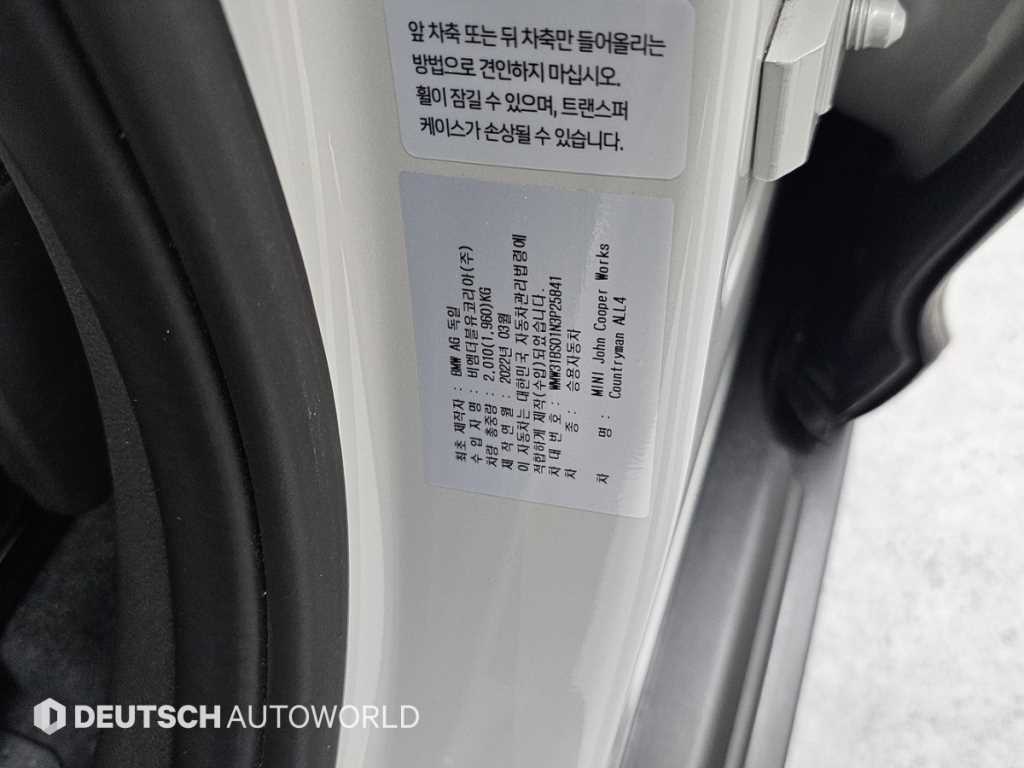 앞 차축 또는 뒤 차축만 들어올리는
방법으로 견인하지 마십시오.
휠이 잠길 수 있으며, 트랜스퍼
케이스가 손상될 수 있습니다.
최초 제작자 : BMW AG 독일
수 입 자 명 : 비엠더블유코리아(주)
차량 총중량 : 2,010(1,960)KG
제 작 연 월 : 2022년 03월
이 자동차는 대한민국 자동차관리법령에
적합하게 제작(수입)되었습니다.
차 대 번 호 : WMW31BS01N3P25841
차 종 : 승용자동차
차 명 : MINI John Cooper Works
Countryman ALL4
DEUTSCH AUTOWORLD